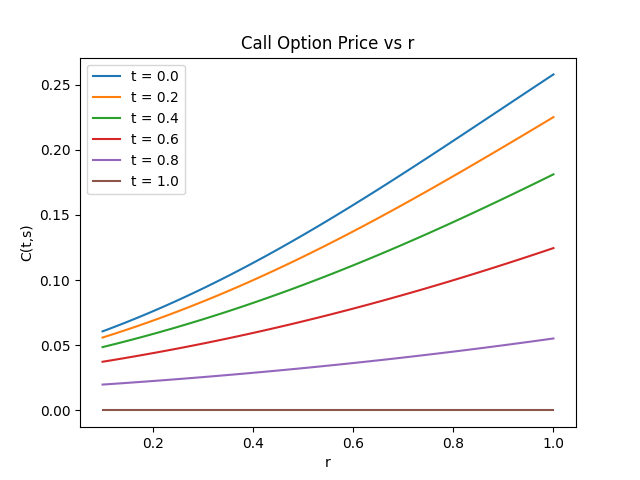 Call Option Price vs r
t = 0.0
t = 0.2
t = 0.4
t = 0.6
t = 0.8
t = 1.0
C(t,s)
0.25
0.20
0.15
0.10
0.05
0.00
0.2 0.4 0.6 0.8 1.0
r